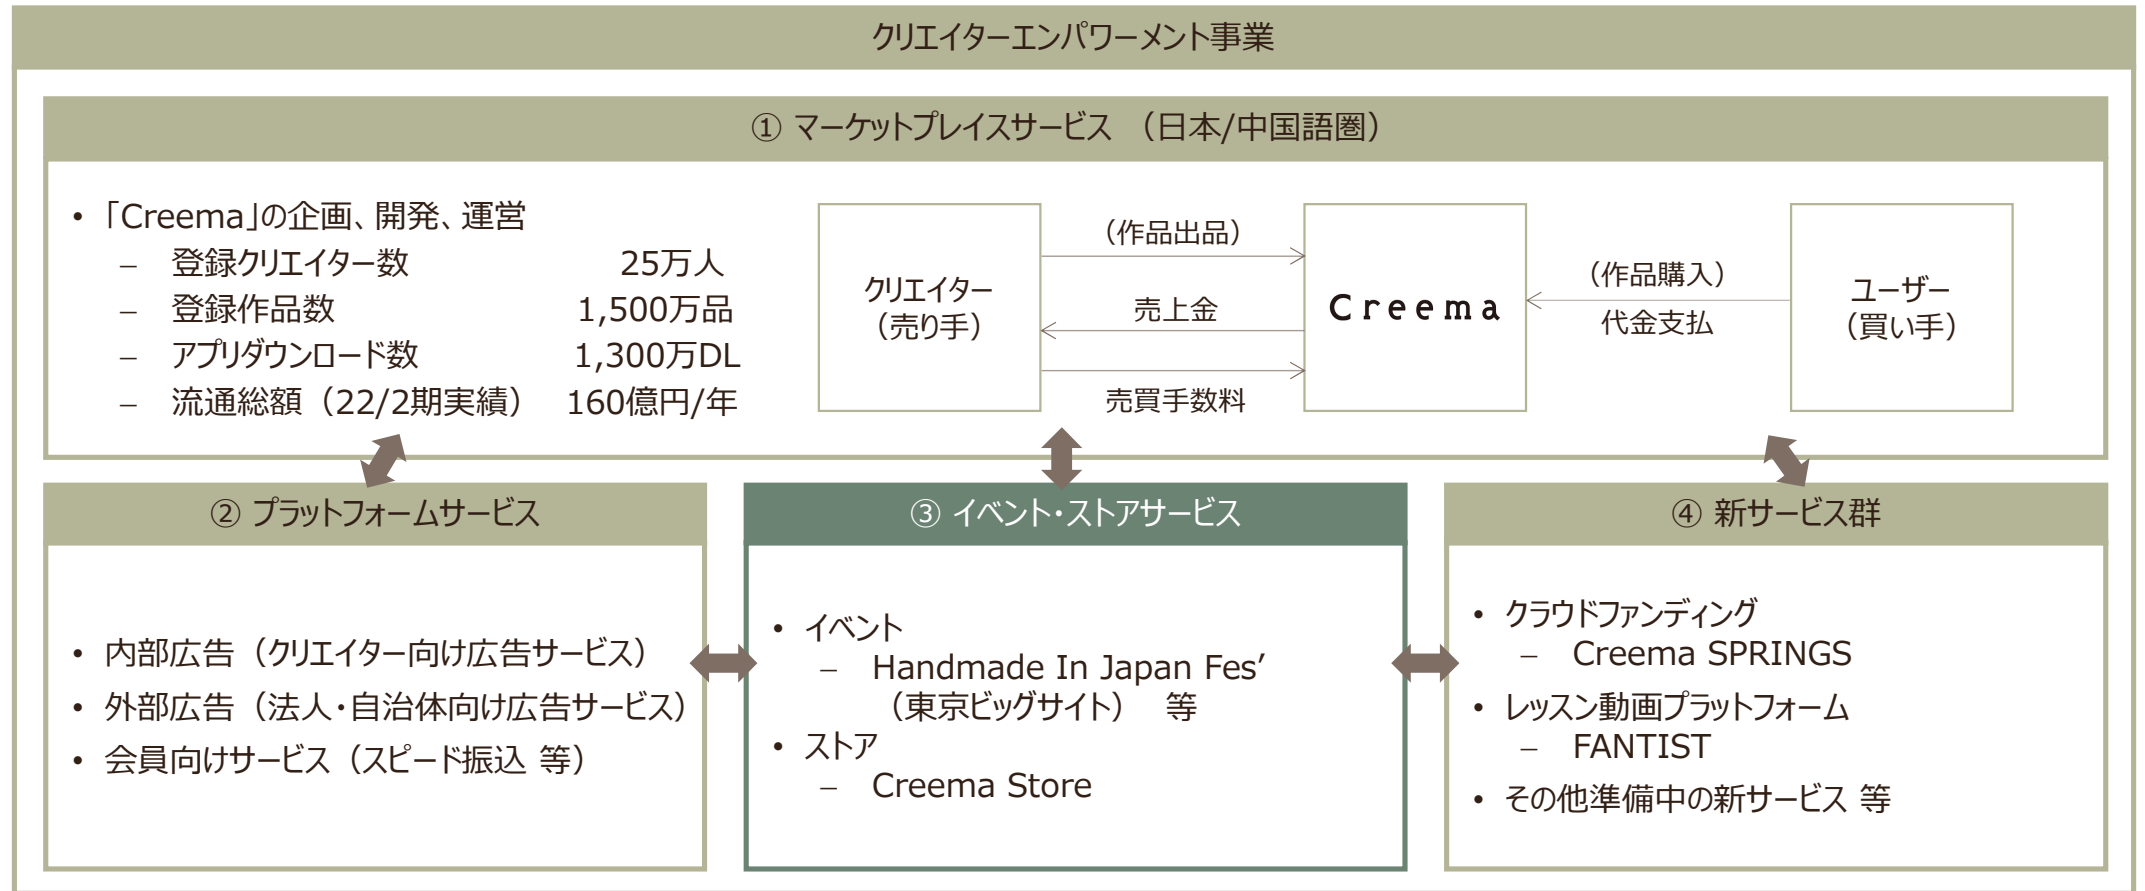 クリエイターエンパワーメント事業
① マーケットプレイスサービス （日本/中国語圏）
• 「Creema」の企画、開発、運営
– 登録クリエイター数 25万人
– 登録作品数 1,500万品
– アプリダウンロード数 1,300万DL
– 流通総額（22/2期実績） 160億円/年
クリエイター
（売り手）
（作品出品）
売上金
売買手数料
Creema
（作品購入）
代金支払
ユーザー
（買い手）
② プラットフォームサービス
• 内部広告（クリエイター向け広告サービス）
• 外部広告（法人・自治体向け広告サービス）
• 会員向けサービス（スピード振込 等）
③ イベント・ストアサービス
• イベント
– Handmade In Japan Fes’
（東京ビッグサイト） 等
• ストア
– Creema Store
④ 新サービス群
• クラウドファンディング
– Creema SPRINGS
• レッスン動画プラットフォーム
– FANTIST
• その他準備中の新サービス 等